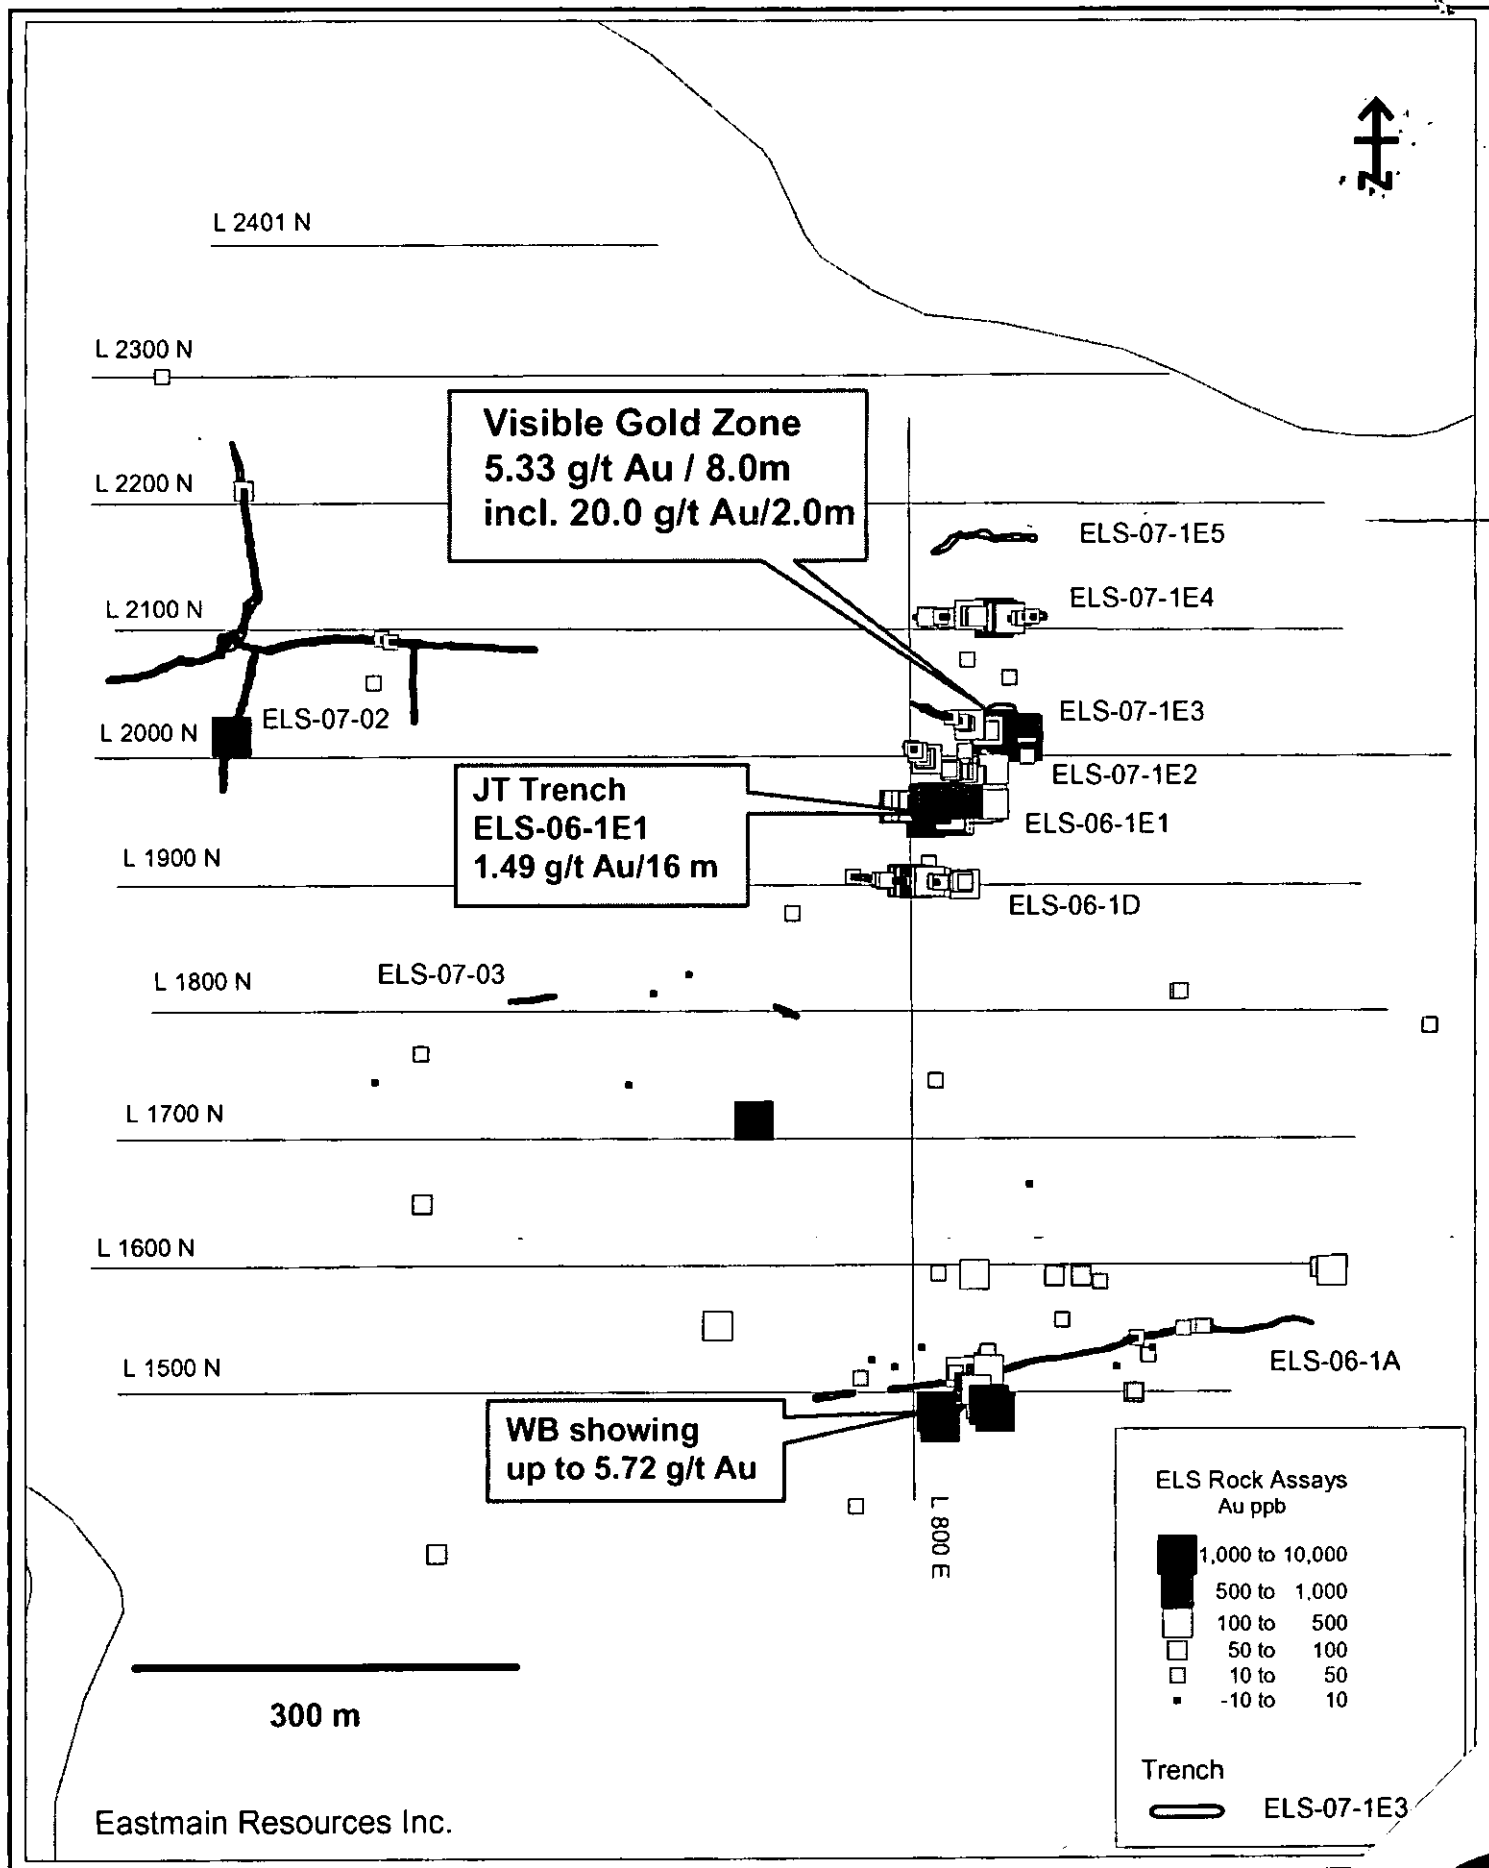 N
L 2401 N
L 2300 N
Visible Gold Zone
5.33 g/t Au / 8.0m
incl. 20.0 g/t Au/2.0m
L 2200 N
ELS-07-1E5
ELS-07-1E4
L 2100 N
ELS-07-02
ELS-07-1E3
L 2000 N
ELS-07-1E2
JT Trench
ELS-06-1E1
1.49 g/t Au/16 m
ELS-06-1E1
L 1900 N
ELS-06-1D
ELS-07-03
L 1800 N
L 1700 N
L 1600 N
L 1500 N
ELS-06-1A
WB showing
up to 5.72 g/t Au
L 800 E
ELS Rock Assays
Au ppb
1,000 to 10,000
500 to 1,000
100 to 500
50 to 100
10 to 50
-10 to 10
Trench
ELS-07-1E3
300 m
Eastmain Resources Inc.